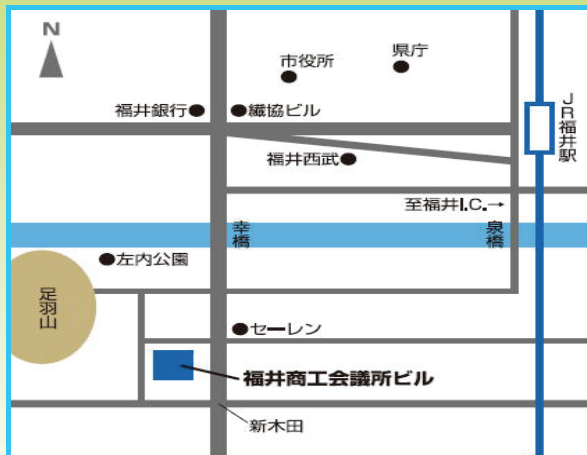 N
市役所
県庁
福井銀行
繊協ビル
JR福井駅
福井西武
至福井I.C.→
幸橋
泉橋
左内公園
足羽山
セーレン
福井商工会議所ビル
新木田